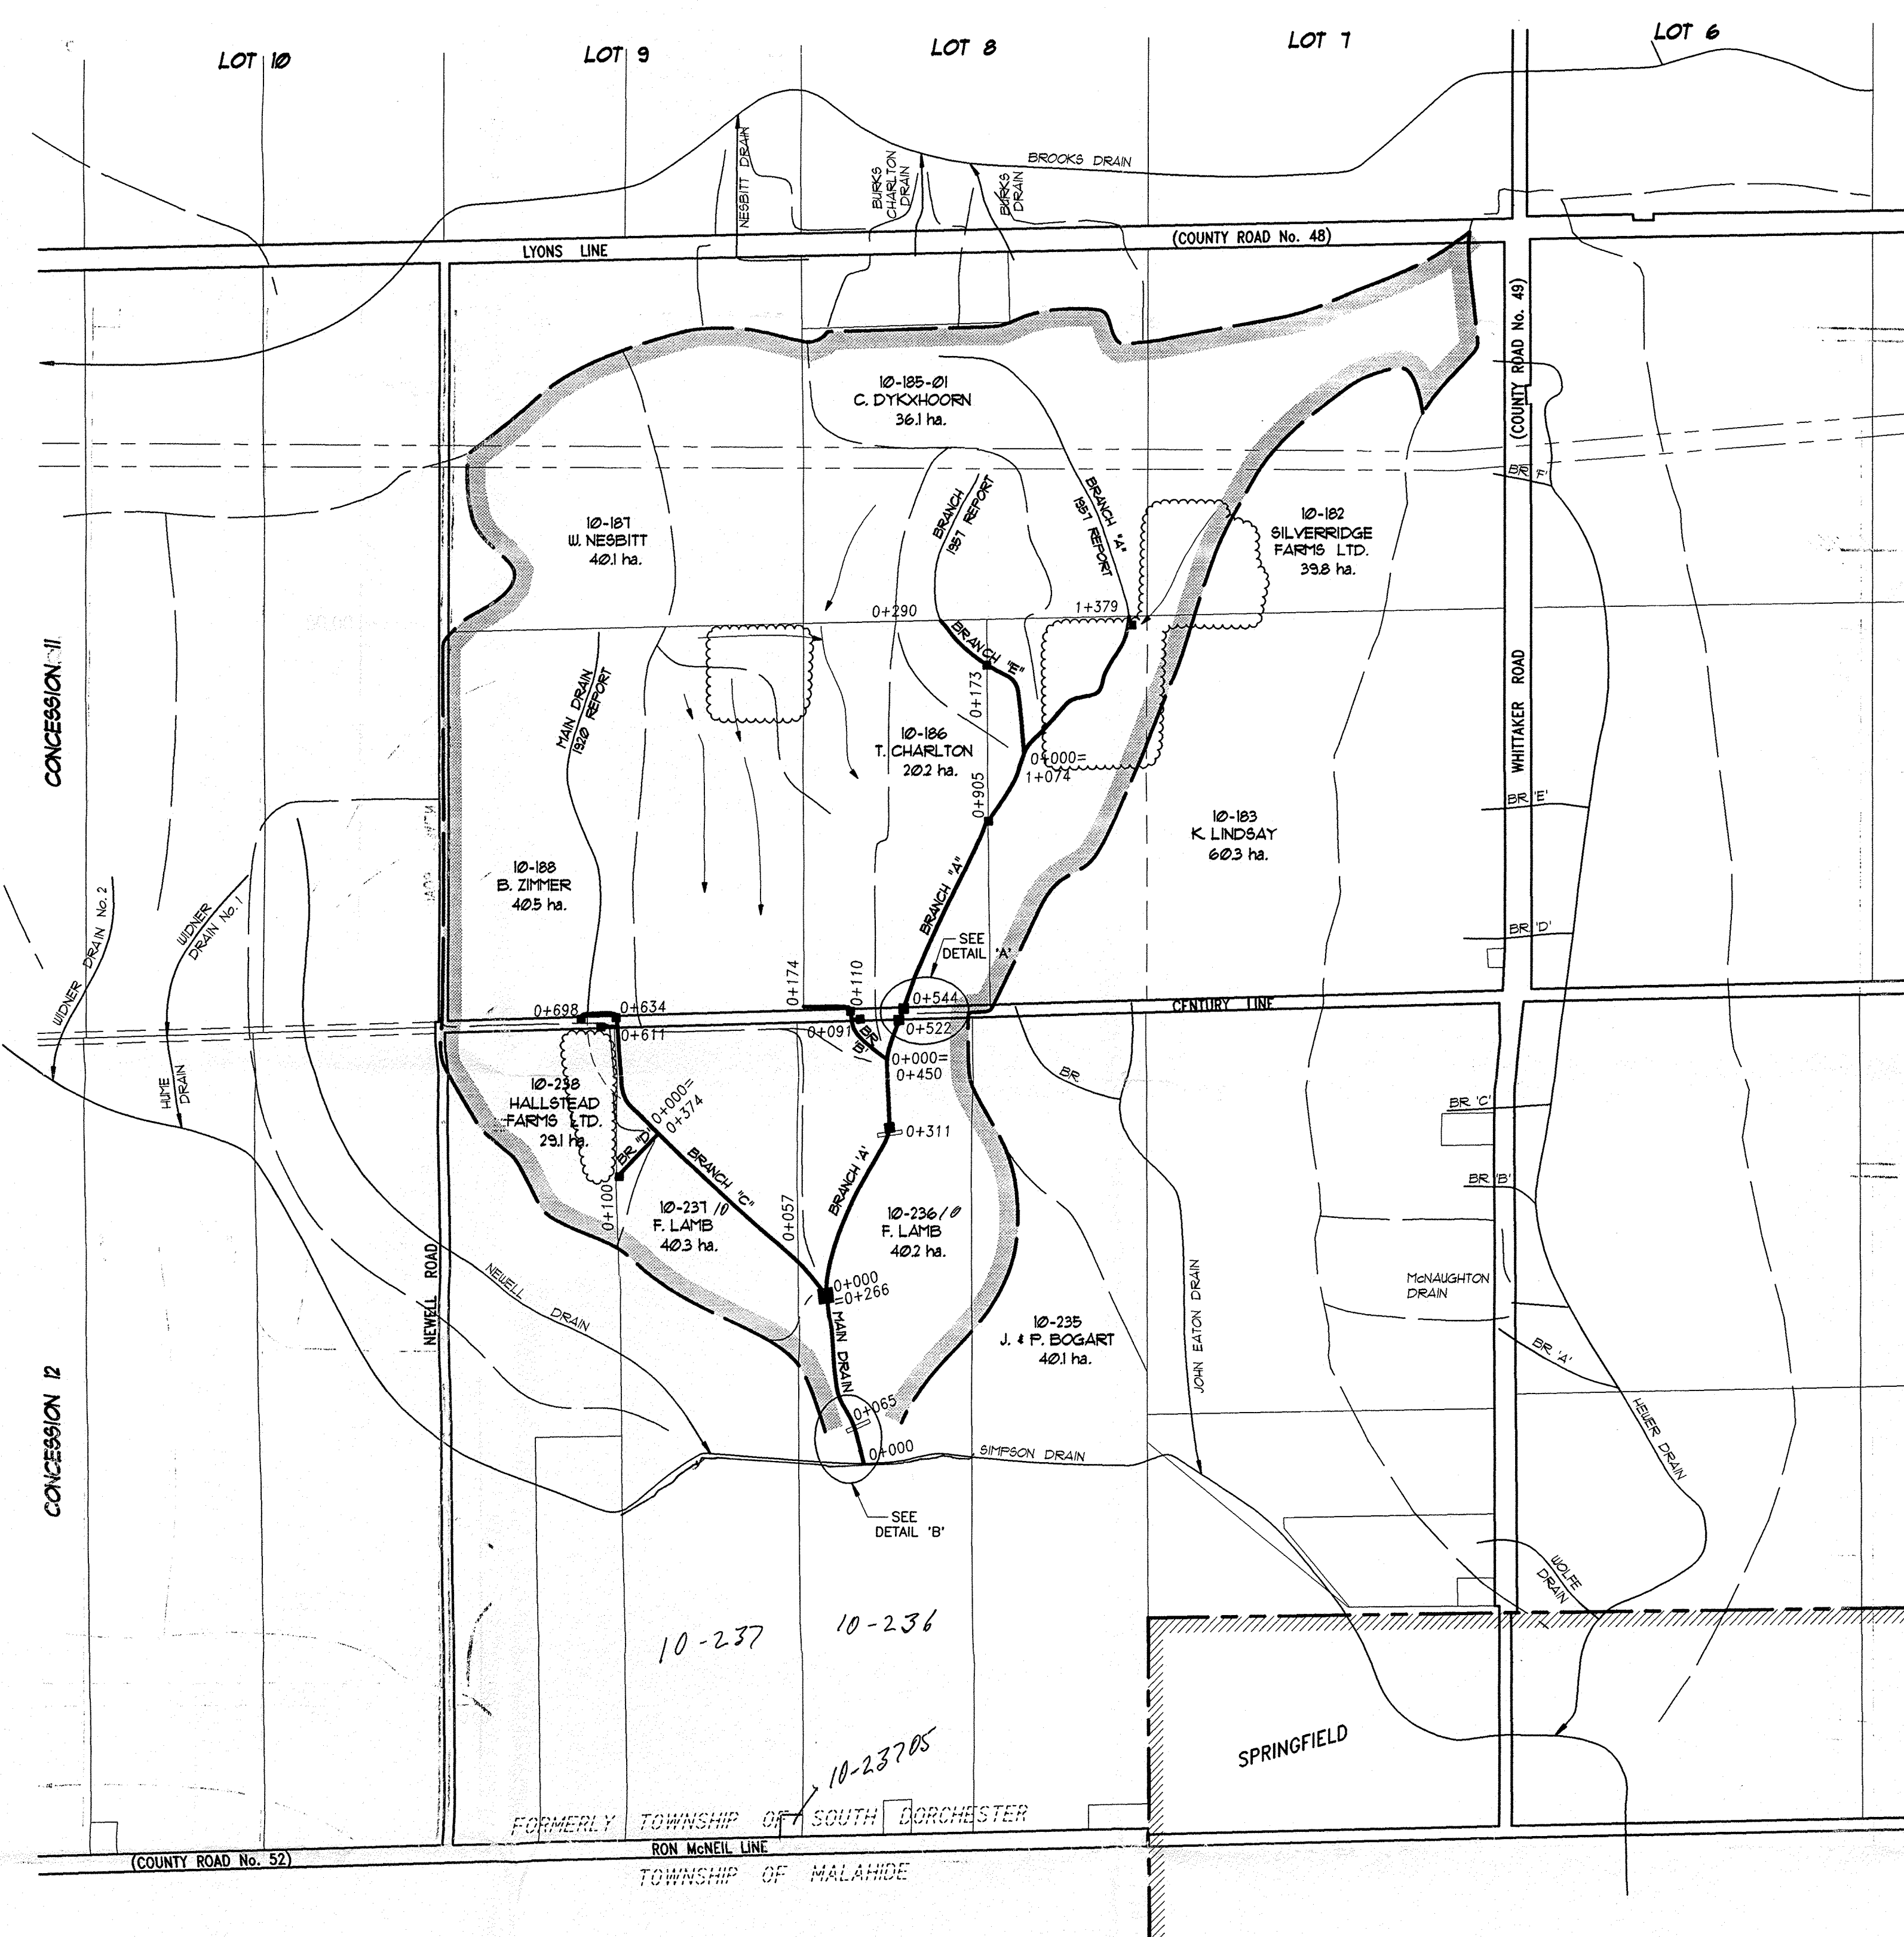 LOT 10
LOT 9
LOT 8
LOT 7
LOT 6
BROOKS DRAIN
NESBITT DRAIN
BURKS
CHARLTON
DRAIN
BURKS
DRAIN
LYONS LINE
(COUNTY ROAD No. 48)
(COUNTY ROAD No. 49)
10-185-01
C. DYKXHOORN
36.1 ha.
BR 'F'
BRANCH
1957 REPORT
BRANCH "A"
1957 REPORT
10-187
W. NESBITT
40.1 ha.
10-182
SILVERRIDGE
FARMS LTD.
39.8 ha.
0+290
1+379
BRANCH "E"
0+173
CONCESSION 11
MAIN DRAIN
1920 REPORT
WHITTAKER ROAD
10-186
T. CHARLTON
20.2 ha.
0+000=
1+074
0+905
BR 'E'
10-183
K. LINDSAY
60.3 ha.
10-188
B. ZIMMER
40.5 ha.
BRANCH "A"
WIDNER DRAIN No. 2
WIDNER
DRAIN No. 1
BR 'D'
SEE
DETAIL 'A'
0+174
0+110
0+544
CENTURY LINE
0+698
0+634
0+611
0+091
BR
'B'
0+522
0+000=
0+450
HUME
DRAIN
10-238
HALLSTEAD
FARMS LTD.
29.1 ha.
0+000=
0+374
BR
BR 'C'
0+311
BR "D"
BRANCH "C"
BRANCH 'A'
BR 'B'
0+100
0+057
10-237 /0
F. LAMB
40.3 ha.
10-236 /0
F. LAMB
40.2 ha.
NEWELL ROAD
NEWELL DRAIN
0+000
=0+266
MAIN DRAIN
JOHN EATON DRAIN
McNAUGHTON
DRAIN
10-235
J. & P. BOGART
40.1 ha.
BR 'A'
CONCESSION 12
0+065
0+000
SIMPSON DRAIN
HEWER DRAIN
SEE
DETAIL 'B'
WOLFE
DRAIN
10-237
10-236
10-23705
SPRINGFIELD
FORMERLY TOWNSHIP OF SOUTH DORCHESTER
RON McNEIL LINE
(COUNTY ROAD No. 52)
TOWNSHIP OF MALAHIDE